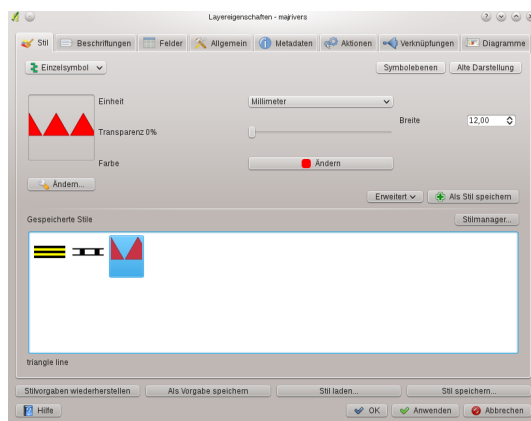 Layereigenschaften - majrivers
Stil Beschriftungen Felder Allgemein Metadaten Aktionen Verknüpfungen Diagramme
Einzelsymbol Symbolebenen Alte Darstellung
Einheit Millimeter
Breite 12,00
Transparenz 0%
Farbe Ändern
Ändern...
Erweitert Als Stil speichern
Gespeicherte Stile Stilmanager...
triangle line
Stilvorgaben wiederherstellen Als Vorgabe speichern Stil laden... Stil speichern...
Hilfe OK Anwenden Abbrechen